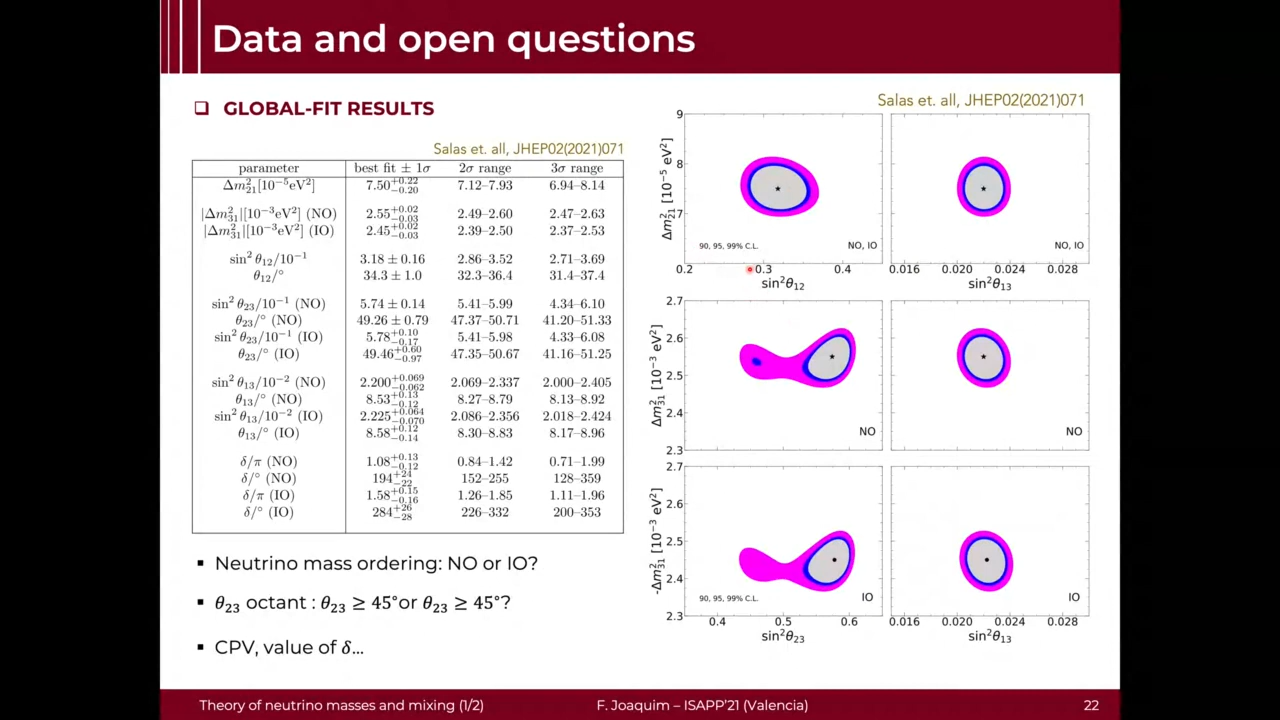 Data and open questions
❑ GLOBAL-FIT RESULTS
Salas et. all, JHEP02(2021)071
parameter best fit ± 1σ 2σ range 3σ range
Δm²₂₁[10⁻⁵eV²] 7.50+0.22−0.20 7.12–7.93 6.94–8.14
|Δm²₃₁|[10⁻³eV²] (NO) 2.55+0.02−0.03 2.49–2.60 2.47–2.63
|Δm²₃₁|[10⁻³eV²] (IO) 2.45+0.02−0.03 2.39–2.50 2.37–2.53
sin² θ₁₂/10⁻¹ 3.18 ± 0.16 2.86–3.52 2.71–3.69
θ₁₂/° 34.3 ± 1.0 32.3–36.4 31.4–37.4
sin² θ₂₃/10⁻¹ (NO) 5.74 ± 0.14 5.41–5.99 4.34–6.10
θ₂₃/° (NO) 49.26 ± 0.79 47.37–50.71 41.20–51.33
sin² θ₂₃/10⁻¹ (IO) 5.78+0.10−0.17 5.41–5.98 4.33–6.08
θ₂₃/° (IO) 49.46+0.60−0.97 47.35–50.67 41.16–51.25
sin² θ₁₃/10⁻² (NO) 2.200+0.069−0.062 2.069–2.337 2.000–2.405
θ₁₃/° (NO) 8.53+0.13−0.12 8.27–8.79 8.13–8.92
sin² θ₁₃/10⁻² (IO) 2.225+0.064−0.070 2.086–2.356 2.018–2.424
θ₁₃/° (IO) 8.58+0.12−0.14 8.30–8.83 8.17–8.96
δ/π (NO) 1.08+0.13−0.12 0.84–1.42 0.71–1.99
δ/° (NO) 194+24−22 152–255 128–359
δ/π (IO) 1.58+0.15−0.16 1.26–1.85 1.11–1.96
δ/° (IO) 284+26−28 226–332 200–353
▪ Neutrino mass ordering: NO or IO?
▪ θ₂₃ octant : θ₂₃ ≥ 45°or θ₂₃ ≥ 45°?
▪ CPV, value of δ...
Salas et. all, JHEP02(2021)071
Δm²₂₁ [10⁻⁵ eV²]
9
8
7
90, 95, 99% C.L.
NO, IO
NO, IO
0.2 0.3 0.4
0.016 0.020 0.024 0.028
sin²θ₁₂
sin²θ₁₃
Δm²₃₁ [10⁻³ eV²]
2.7
2.6
2.5
2.4
2.3
NO
NO
-Δm²₃₁ [10⁻³ eV²]
2.7
2.6
2.5
2.4
2.3
90, 95, 99% C.L.
IO
IO
0.4 0.5 0.6
0.016 0.020 0.024 0.028
sin²θ₂₃
sin²θ₁₃
Theory of neutrino masses and mixing (1/2)
F. Joaquim – ISAPP'21 (Valencia)
22